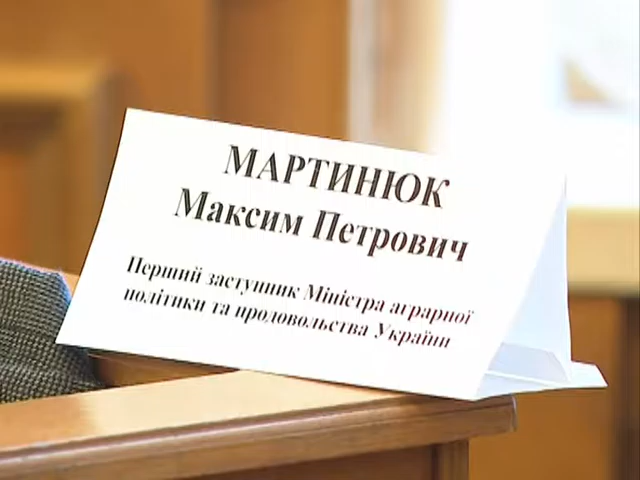 МАРТИНЮК
Максим Петрович
Перший заступник Міністра аграрної
політики та продовольства України